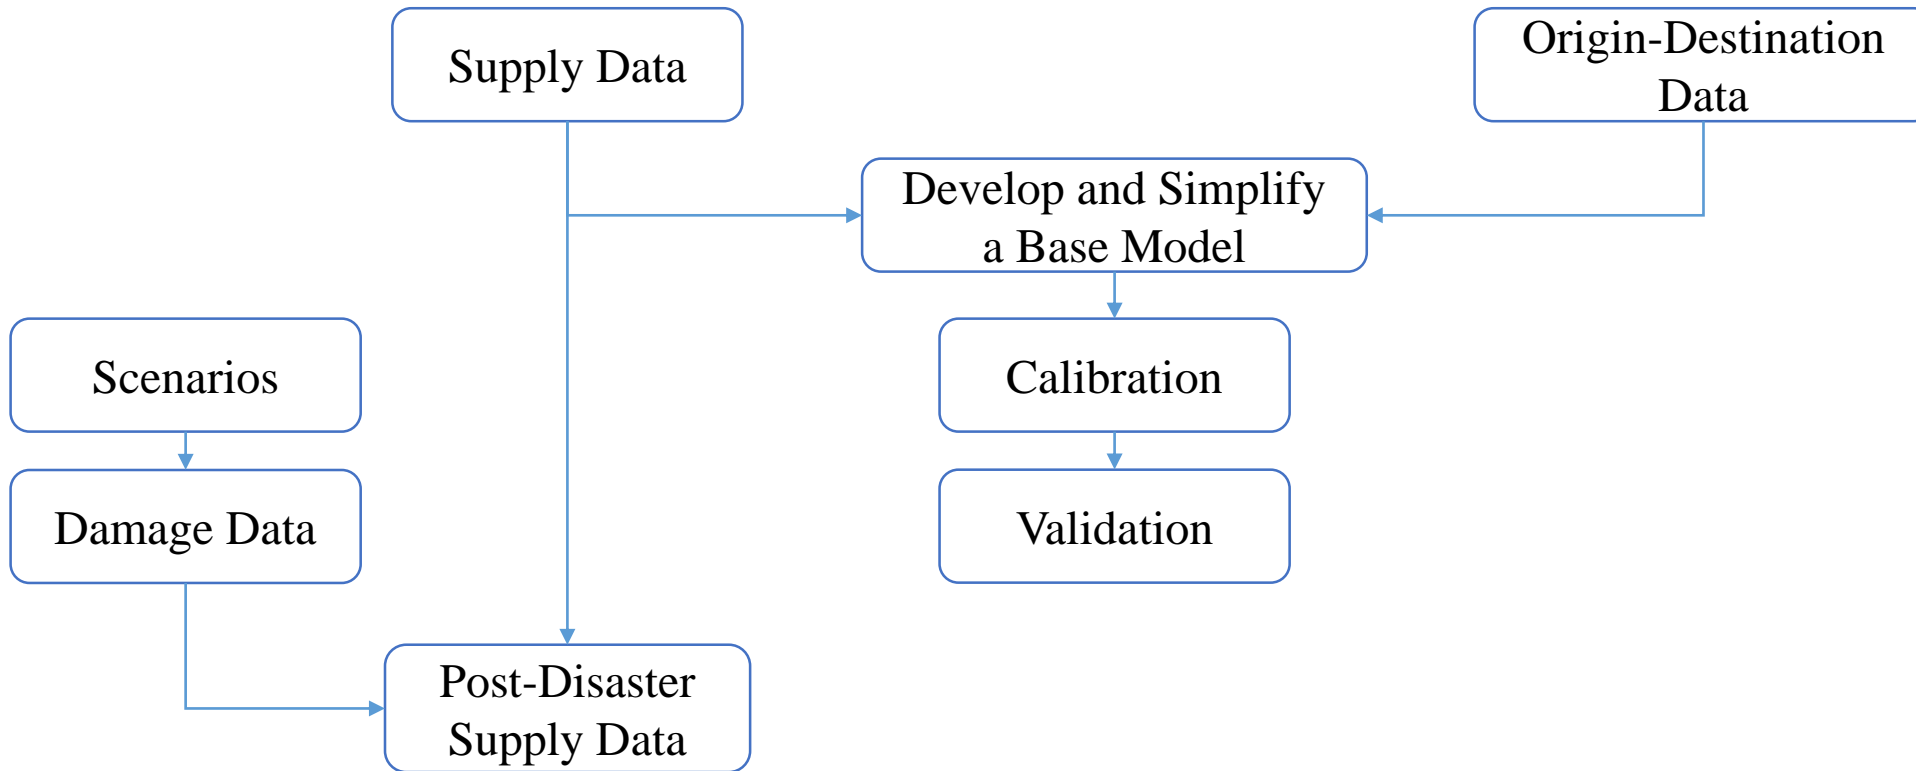 Supply Data
Origin-Destination
Data
Develop and Simplify
a Base Model
Scenarios
Calibration
Damage Data
Validation
Post-Disaster
Supply Data